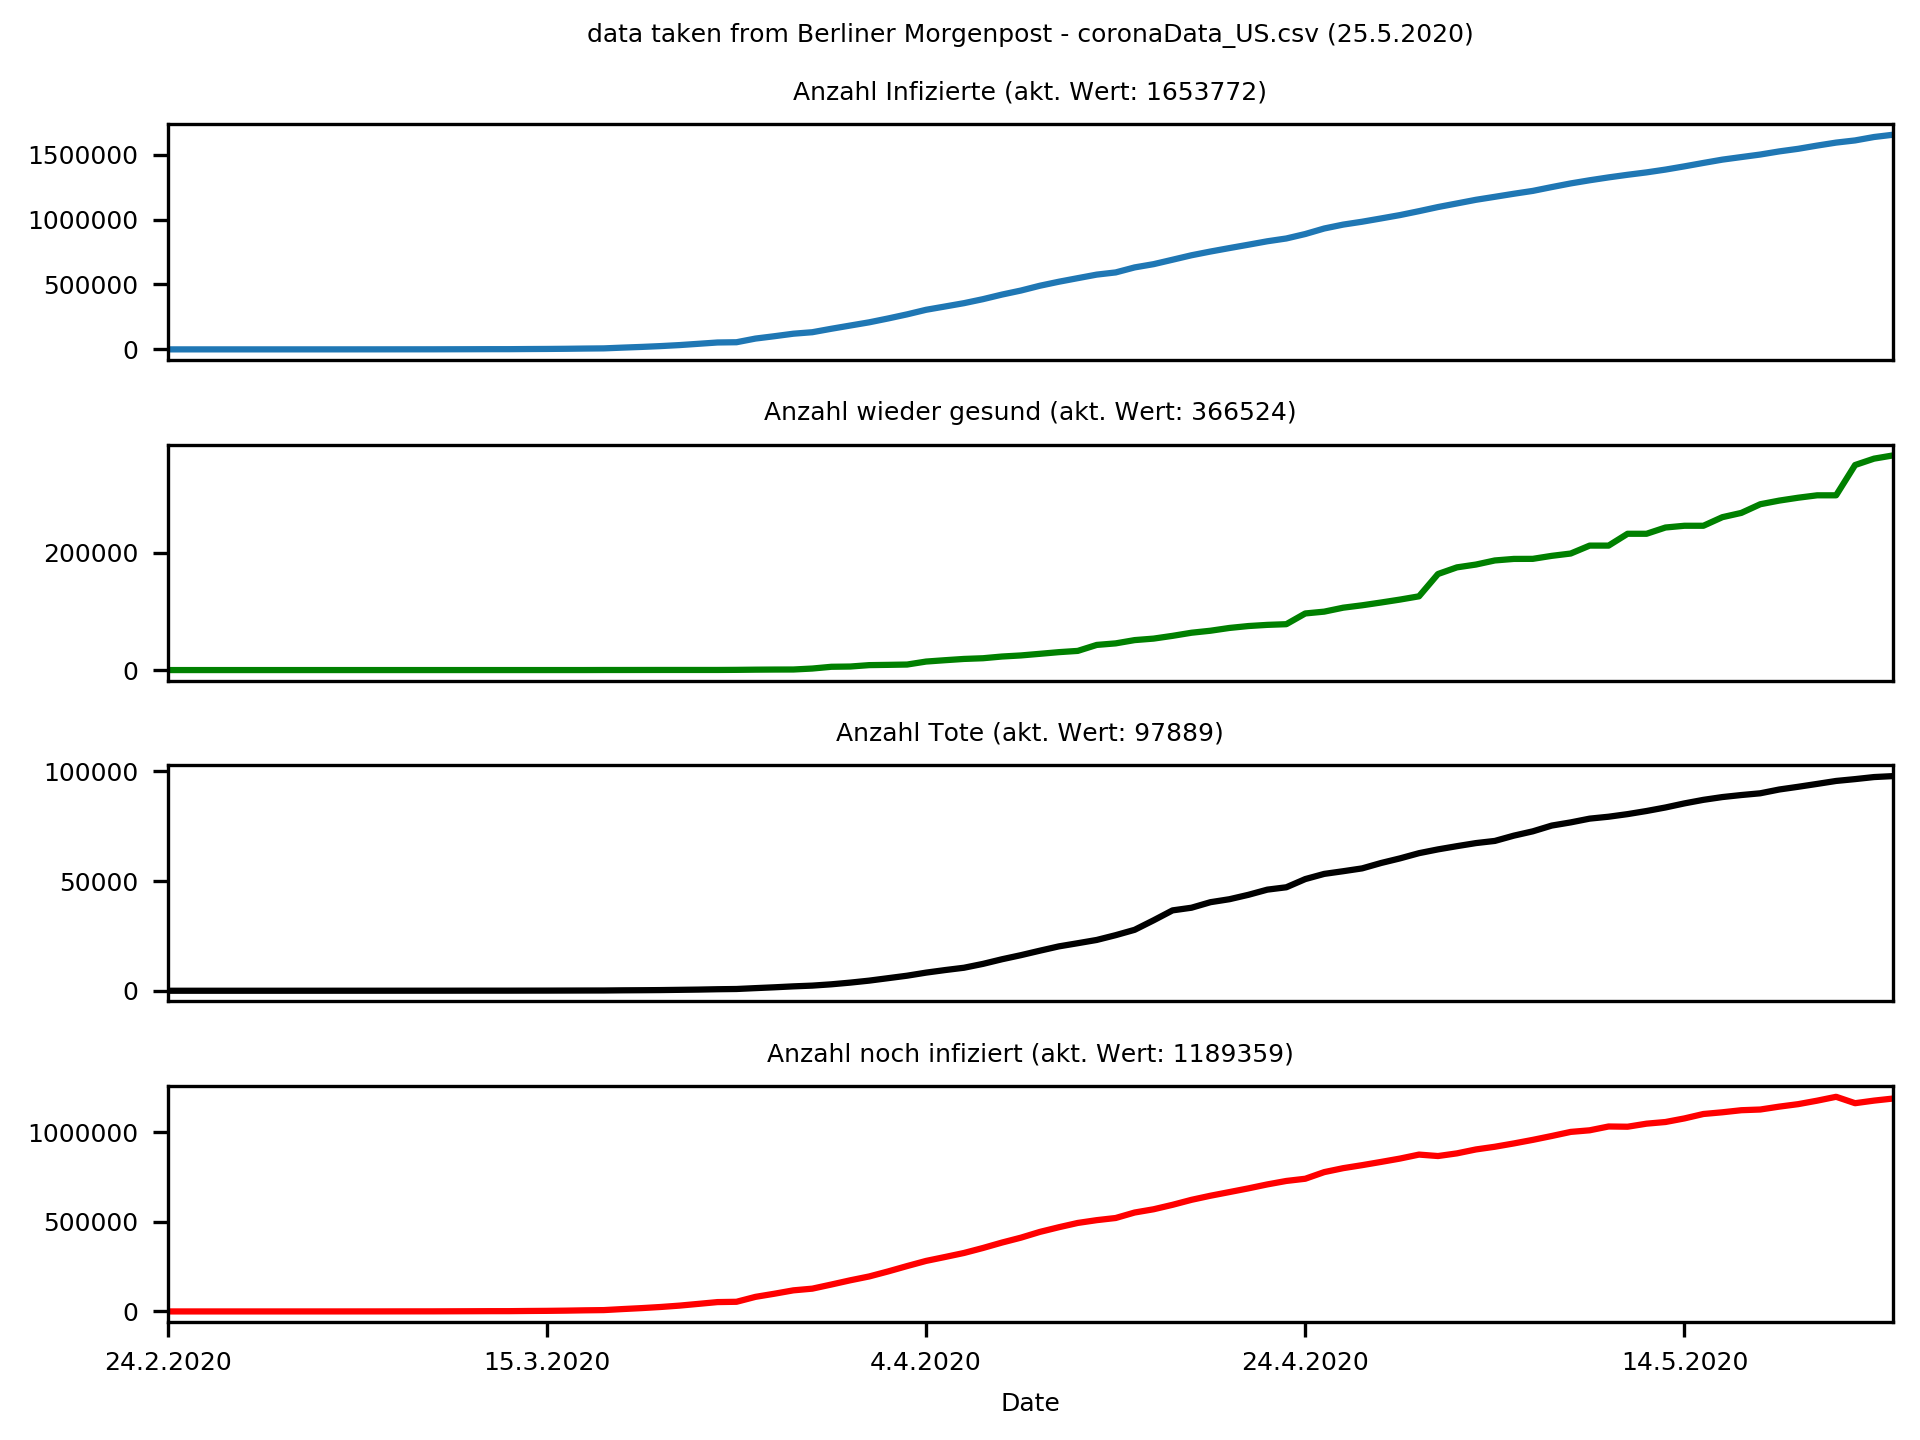 data taken from Berliner Morgenpost - coronaData_US.csv (25.5.2020)
Anzahl Infizierte (akt. Wert: 1653772)
1500000
1000000
500000
0
Anzahl wieder gesund (akt. Wert: 366524)
200000
0
Anzahl Tote (akt. Wert: 97889)
100000
50000
0
Anzahl noch infiziert (akt. Wert: 1189359)
1000000
500000
0
24.2.2020 15.3.2020 4.4.2020 24.4.2020 14.5.2020
Date